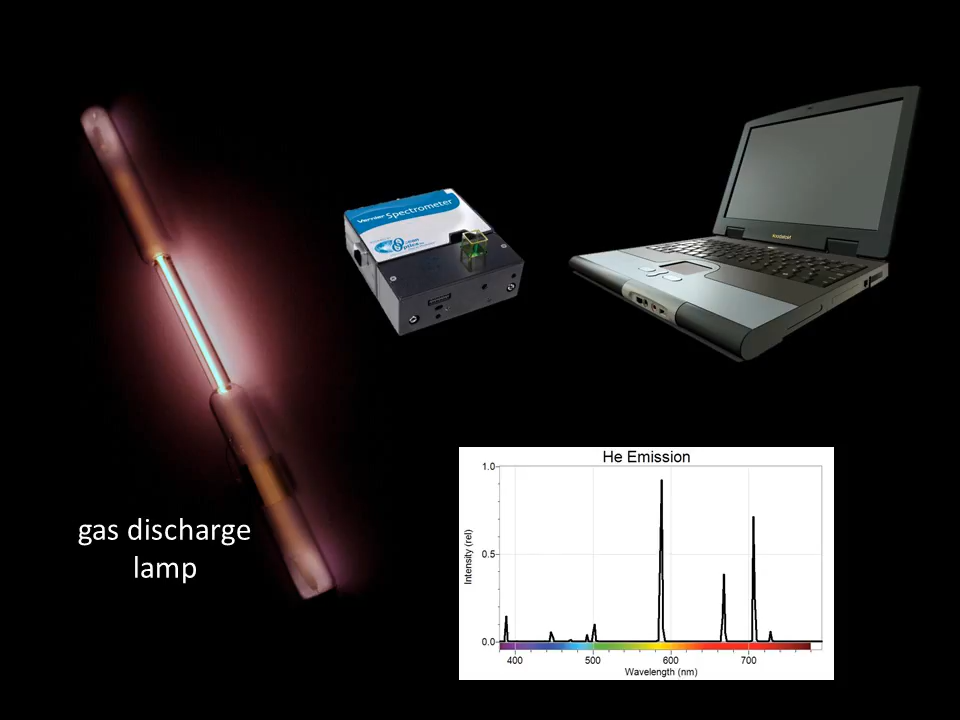 Vernier Spectrometer
gas discharge
lamp
He Emission
1.0
0.5
0.0
Intensity (rel)
400
500
600
700
Wavelength (nm)